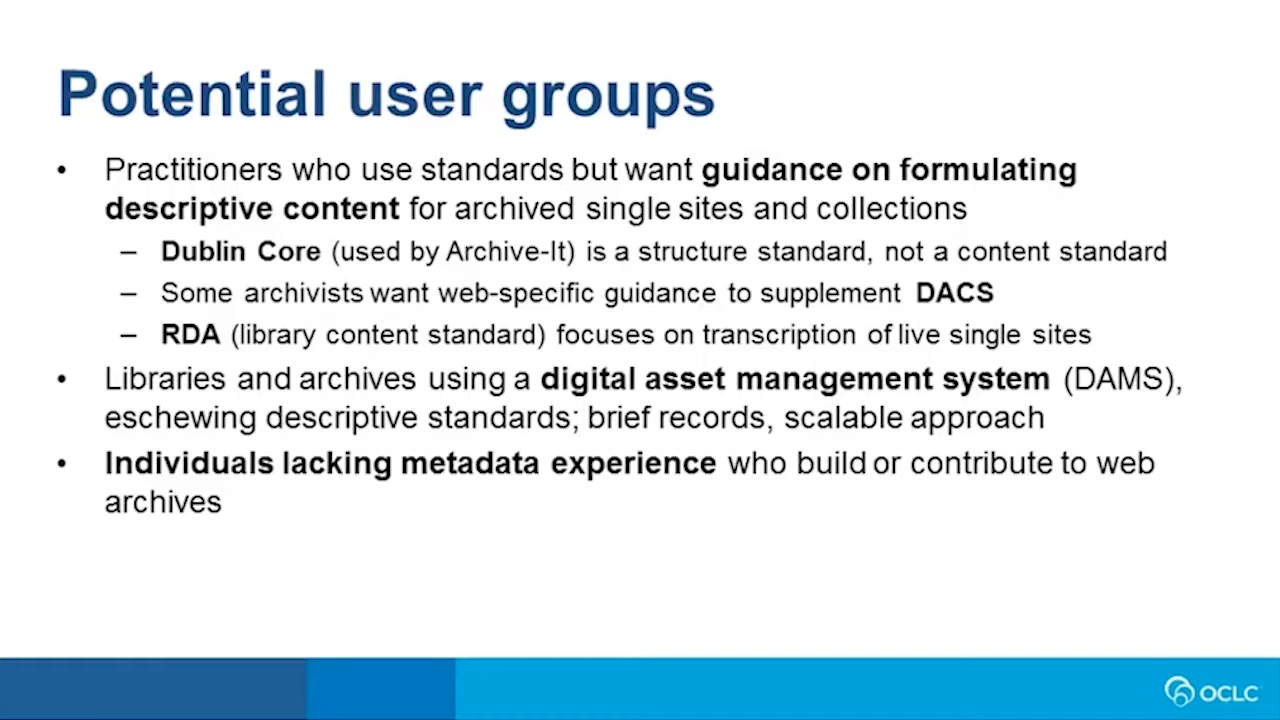 Potential user groups
• Practitioners who use standards but want guidance on formulating
descriptive content for archived single sites and collections
– Dublin Core (used by Archive-It) is a structure standard, not a content standard
– Some archivists want web-specific guidance to supplement DACS
– RDA (library content standard) focuses on transcription of live single sites
• Libraries and archives using a digital asset management system (DAMS),
eschewing descriptive standards; brief records, scalable approach
• Individuals lacking metadata experience who build or contribute to web
archives
OCLC